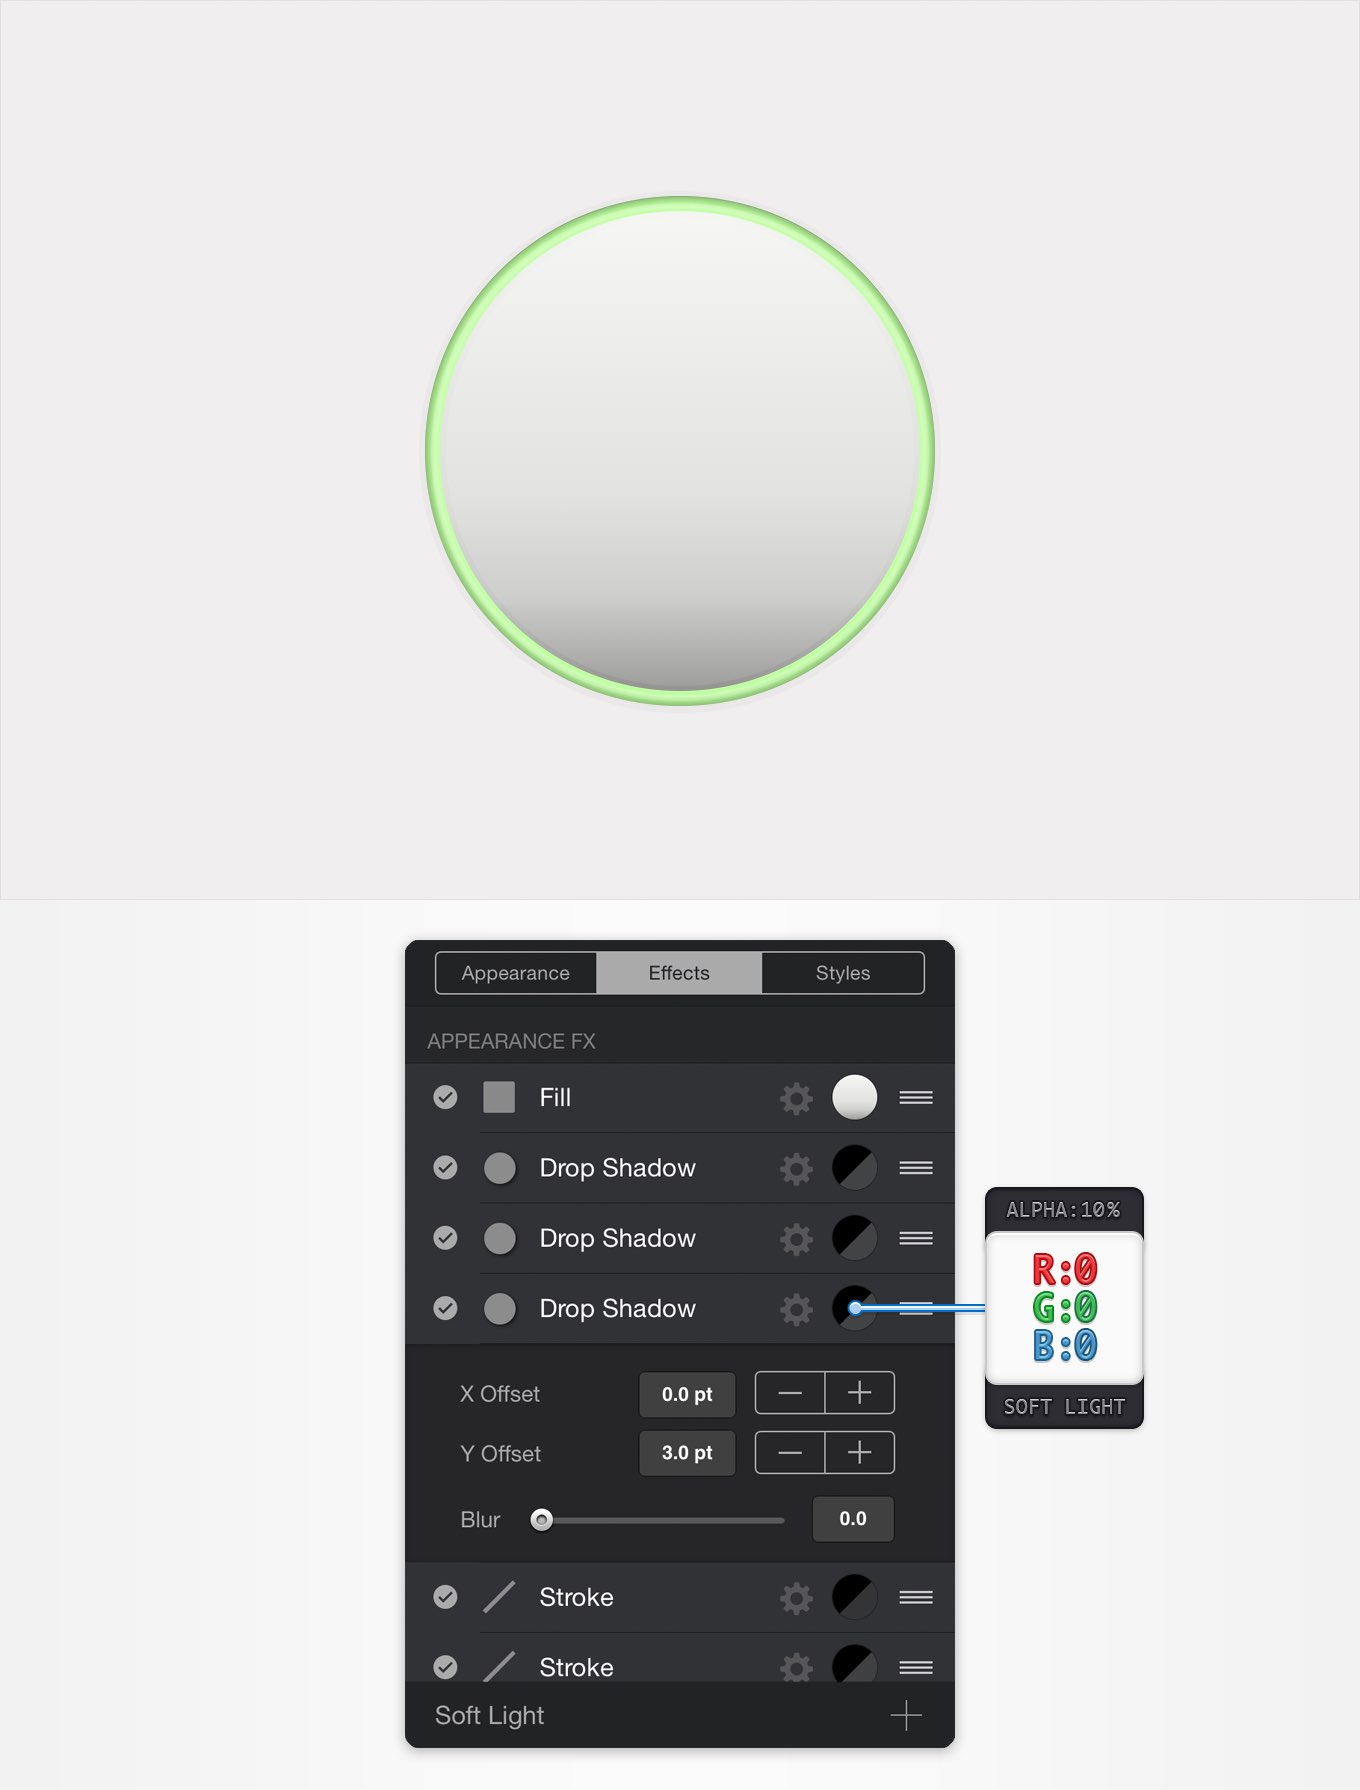 Appearance Effects Styles
APPEARANCE FX
Fill
Drop Shadow
Drop Shadow
Drop Shadow
ALPHA:10%
R:0
G:0
B:0
SOFT LIGHT
X Offset 0.0 pt
Y Offset 3.0 pt
Blur 0.0
Stroke
Stroke
Soft Light